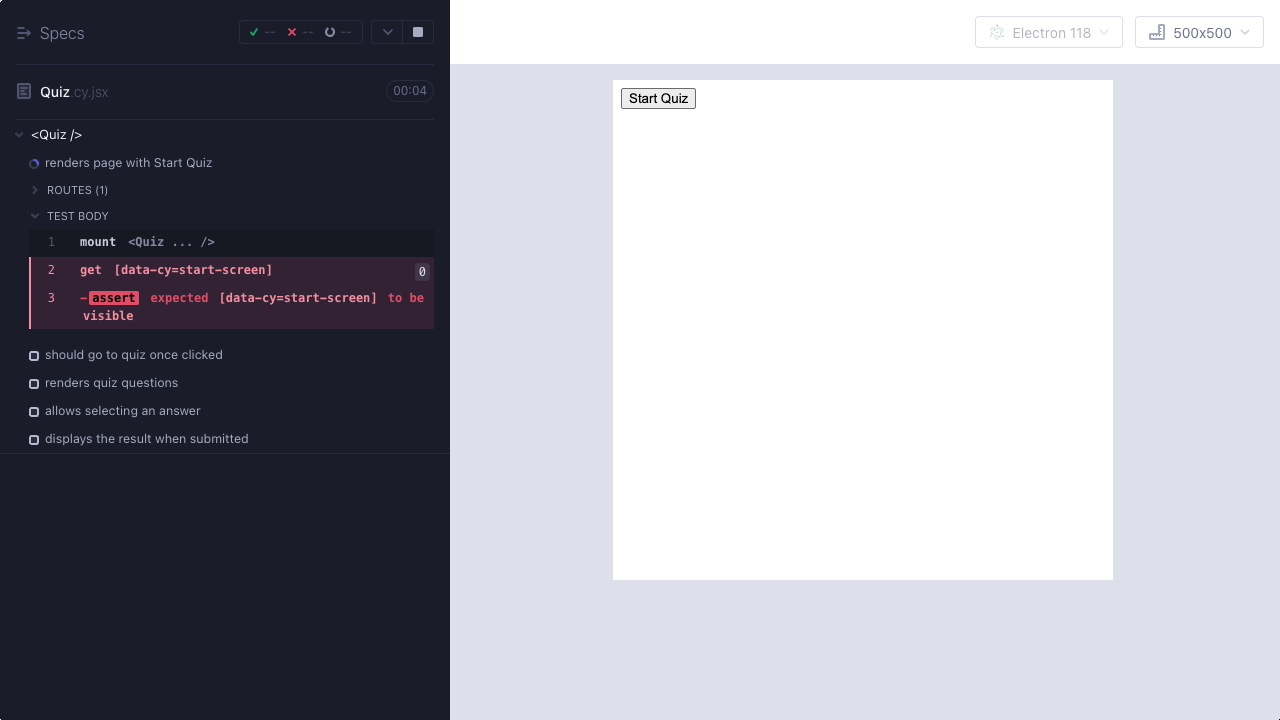 Specs
--
--
--
Electron 118
500x500
Quiz.cy.jsx
00:04
Start Quiz
<Quiz />
renders page with Start Quiz
ROUTES (1)
TEST BODY
1 mount <Quiz ... />
2 get [data-cy=start-screen] 0
3 -assert expected [data-cy=start-screen] to be
visible
should go to quiz once clicked
renders quiz questions
allows selecting an answer
displays the result when submitted